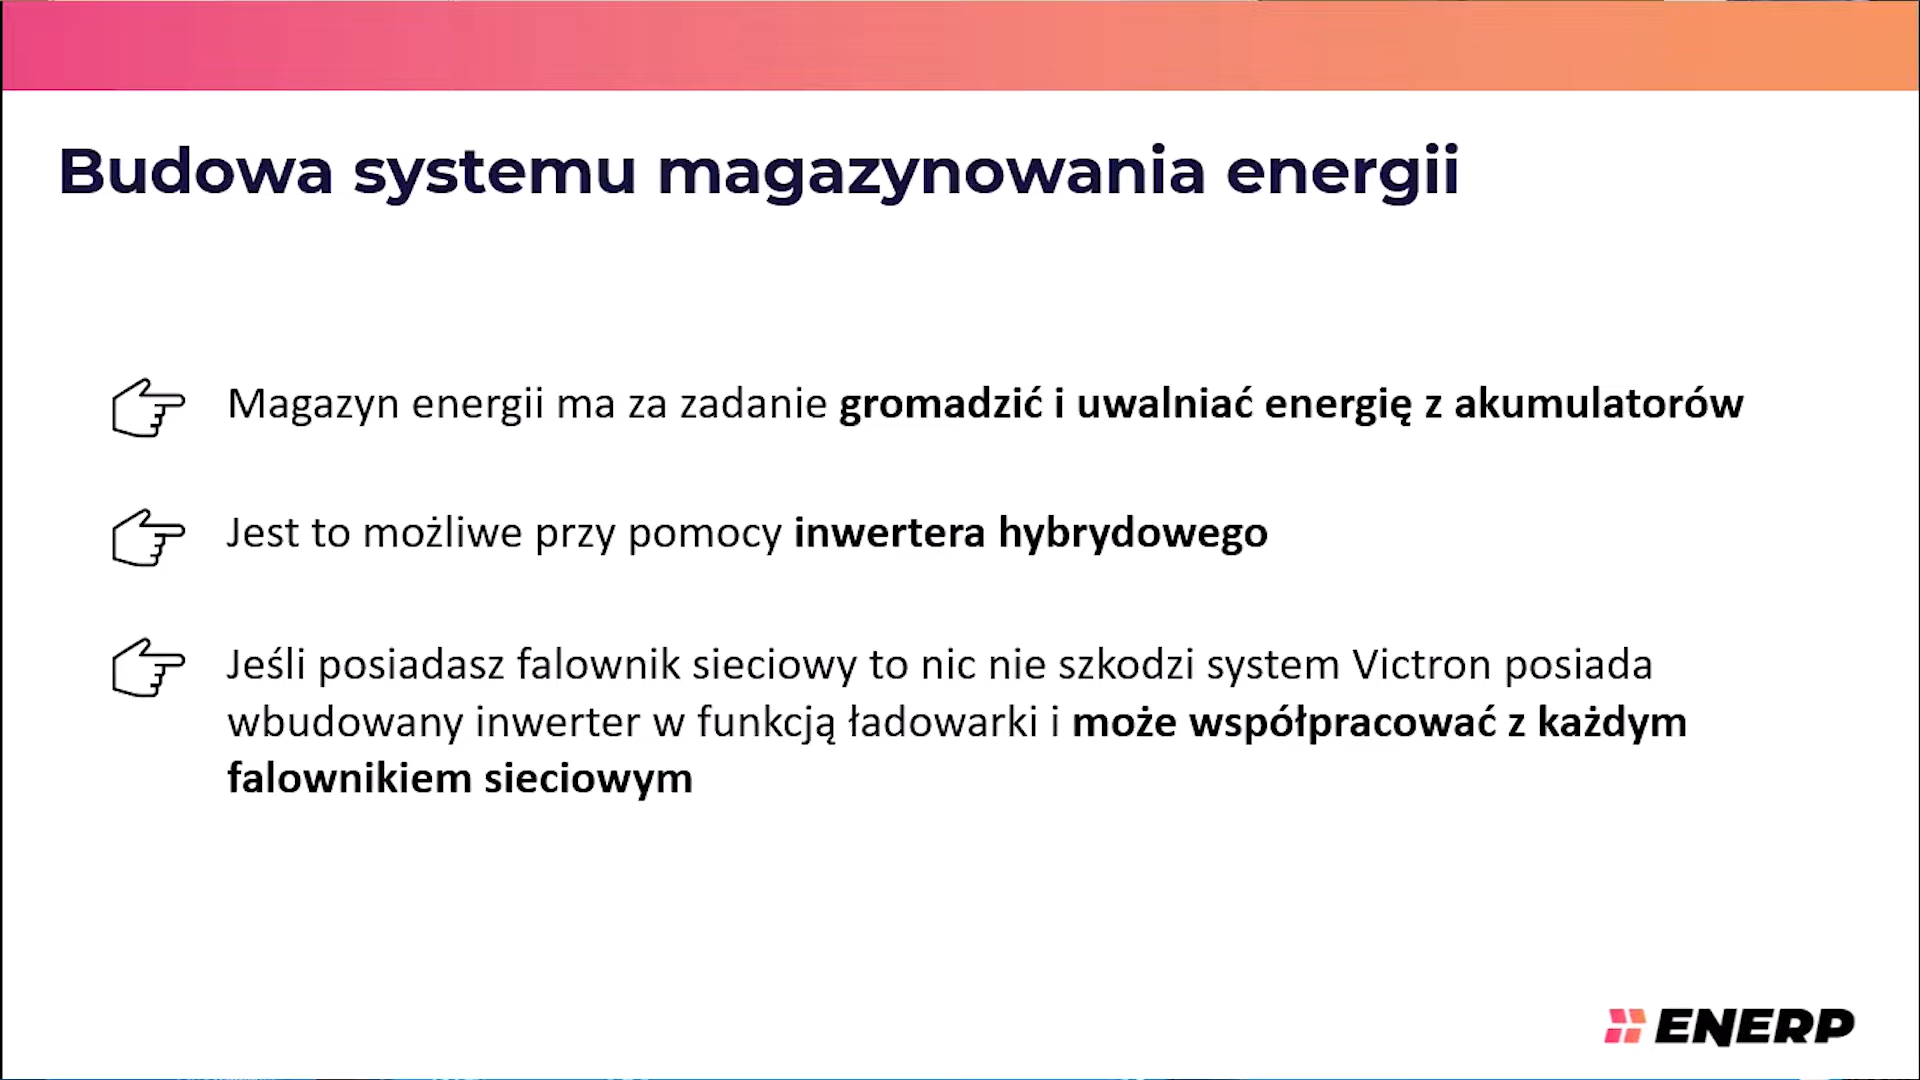 Budowa systemu magazynowania energii
Magazyn energii ma za zadanie gromadzić i uwalniać energię z akumulatorów
Jest to możliwe przy pomocy inwertera hybrydowego
Jeśli posiadasz falownik sieciowy to nic nie szkodzi system Victron posiada
wbudowany inwerter w funkcją ładowarki i może współpracować z każdym
falownikiem sieciowym
ENERP